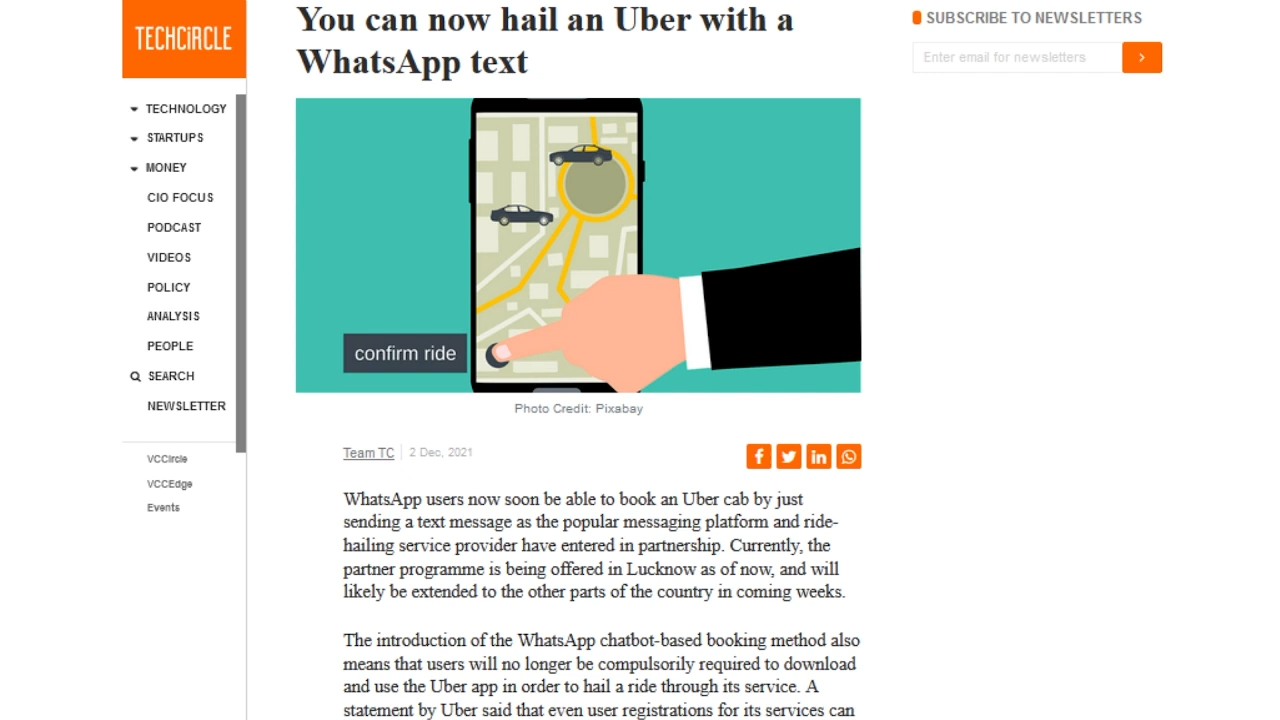 TECHCIRCLE
TECHNOLOGY
STARTUPS
MONEY
CIO FOCUS
PODCAST
VIDEOS
POLICY
ANALYSIS
PEOPLE
SEARCH
NEWSLETTER
VCCircle
VCCEdge
Events
You can now hail an Uber with a
WhatsApp text
confirm ride
Photo Credit: Pixabay
Team TC 2 Dec, 2021
WhatsApp users now soon be able to book an Uber cab by just
sending a text message as the popular messaging platform and ride-
hailing service provider have entered in partnership. Currently, the
partner programme is being offered in Lucknow as of now, and will
likely be extended to the other parts of the country in coming weeks.
The introduction of the WhatsApp chatbot-based booking method also
means that users will no longer be compulsorily required to download
and use the Uber app in order to hail a ride through its service. A
statement by Uber said that even user registrations for its services can
SUBSCRIBE TO NEWSLETTERS
Enter email for newsletters